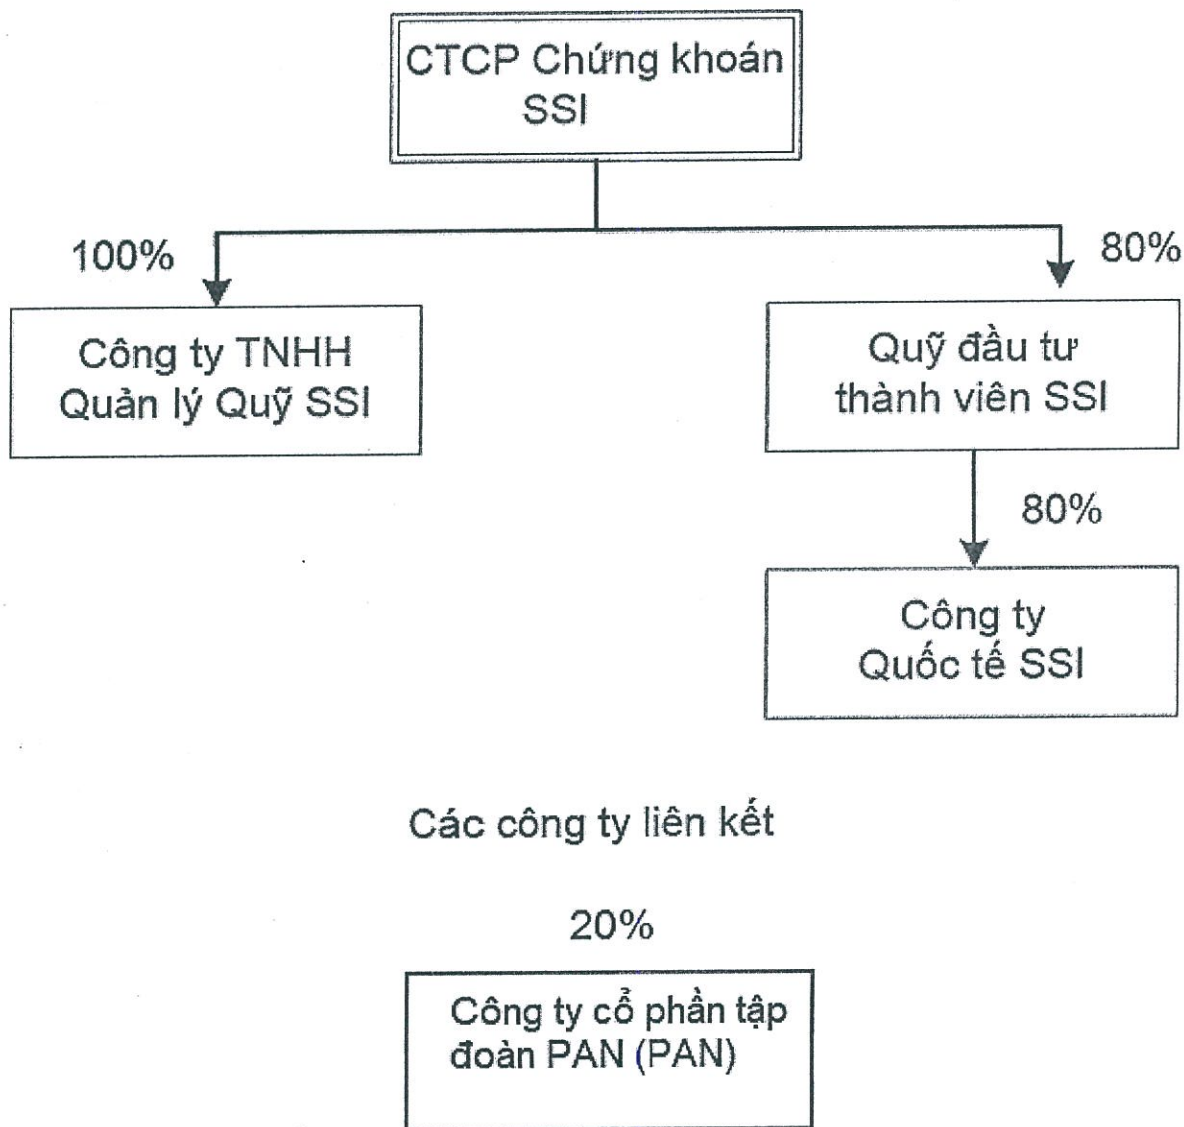 CTCP Chứng khoán
SSI
100%
80%
Công ty TNHH
Quản lý Quỹ SSI
Quỹ đầu tư
thành viên SSI
80%
Công ty
Quốc tế SSI
Các công ty liên kết
20%
Công ty cổ phần tập
đoàn PAN (PAN)